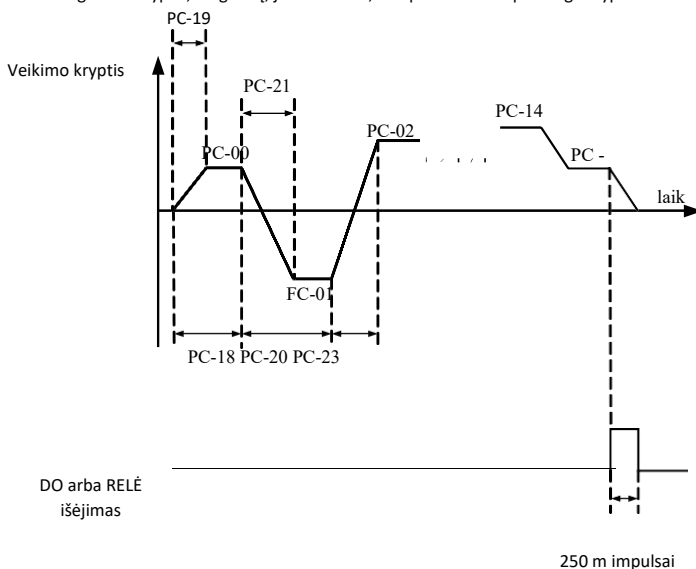 PC-19
Veikimo kryptis
PC-21
PC-14
PC-02
PC-00
PC -
laik
FC-01
PC-18 PC-20 PC-23
DO arba RELĖ
išėjimas
250 m impulsai